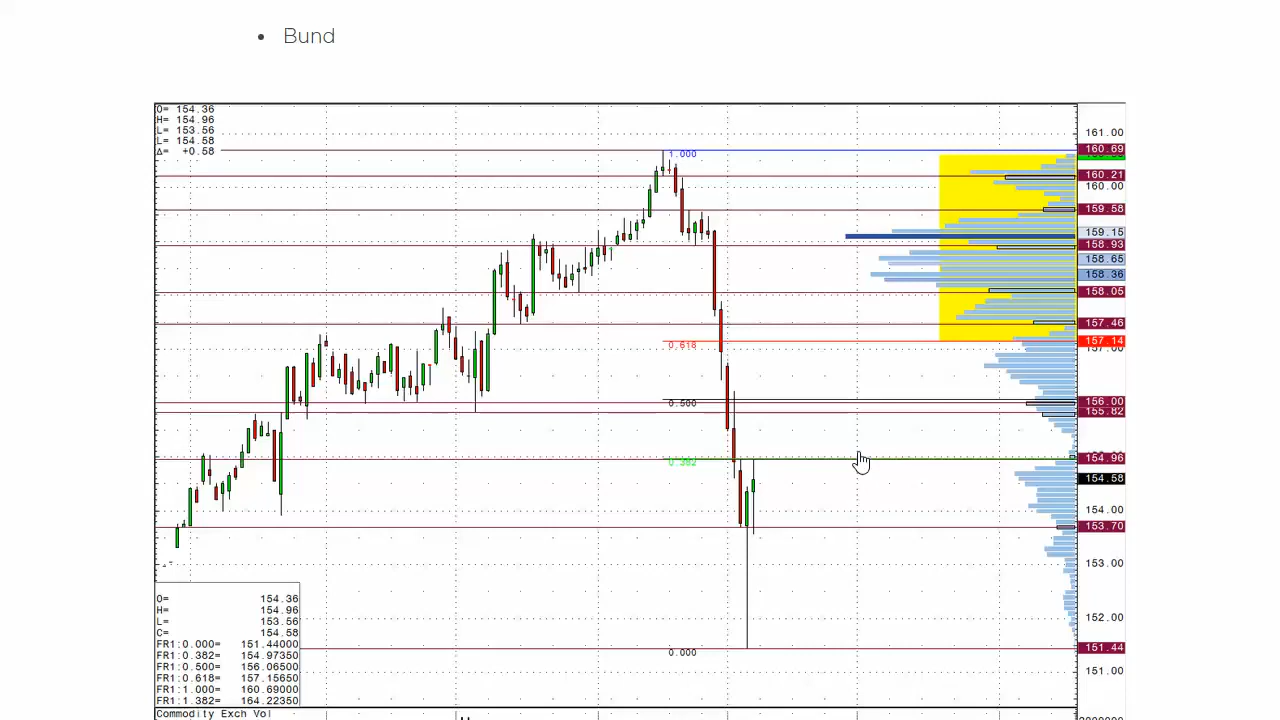 Bund
O= 154.36
H= 154.96
L= 153.56
L= 154.58
Δ= +0.58
1.000
0.618
0.500
0.382
0.000
161.00
160.69
160.21
160.00
159.58
159.15
158.93
158.65
158.36
158.05
157.46
157.14
157.00
156.00
155.82
154.96
154.58
154.00
153.70
153.00
152.00
151.44
151.00
O= 154.36
H= 154.96
L= 153.56
C= 154.58
FR1:0.000= 151.44000
FR1:0.382= 154.97350
FR1:0.500= 156.06500
FR1:0.618= 157.15650
FR1:1.000= 160.69000
FR1:1.382= 164.22350
Commodity Exch Vol